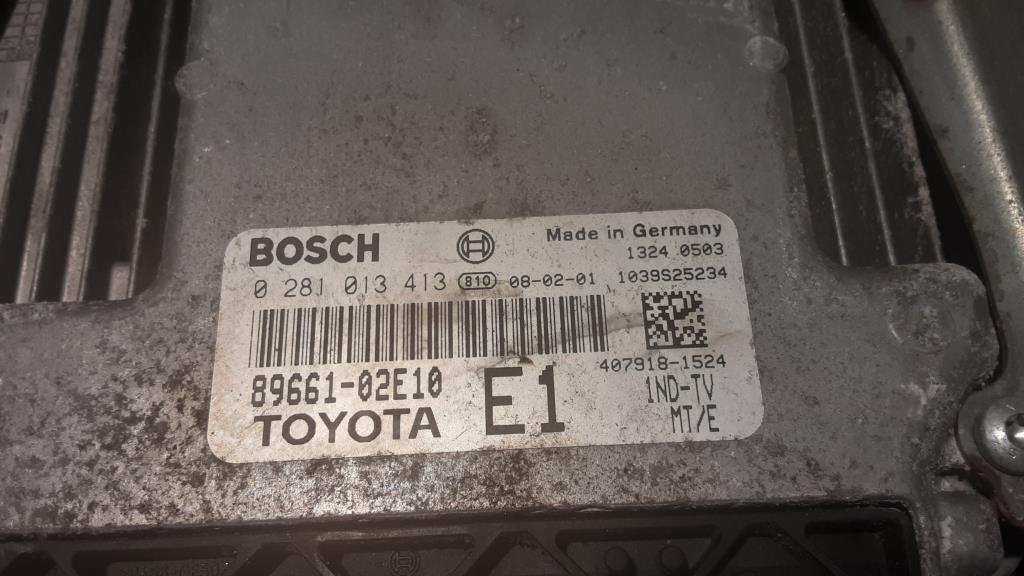 BOSCH
Made in Germany
1324 0503
0 281 013 413 810 08-02-01 1039S25234
407918-1524
89661-02E10 E1 1ND-TV
TOYOTA MT/E